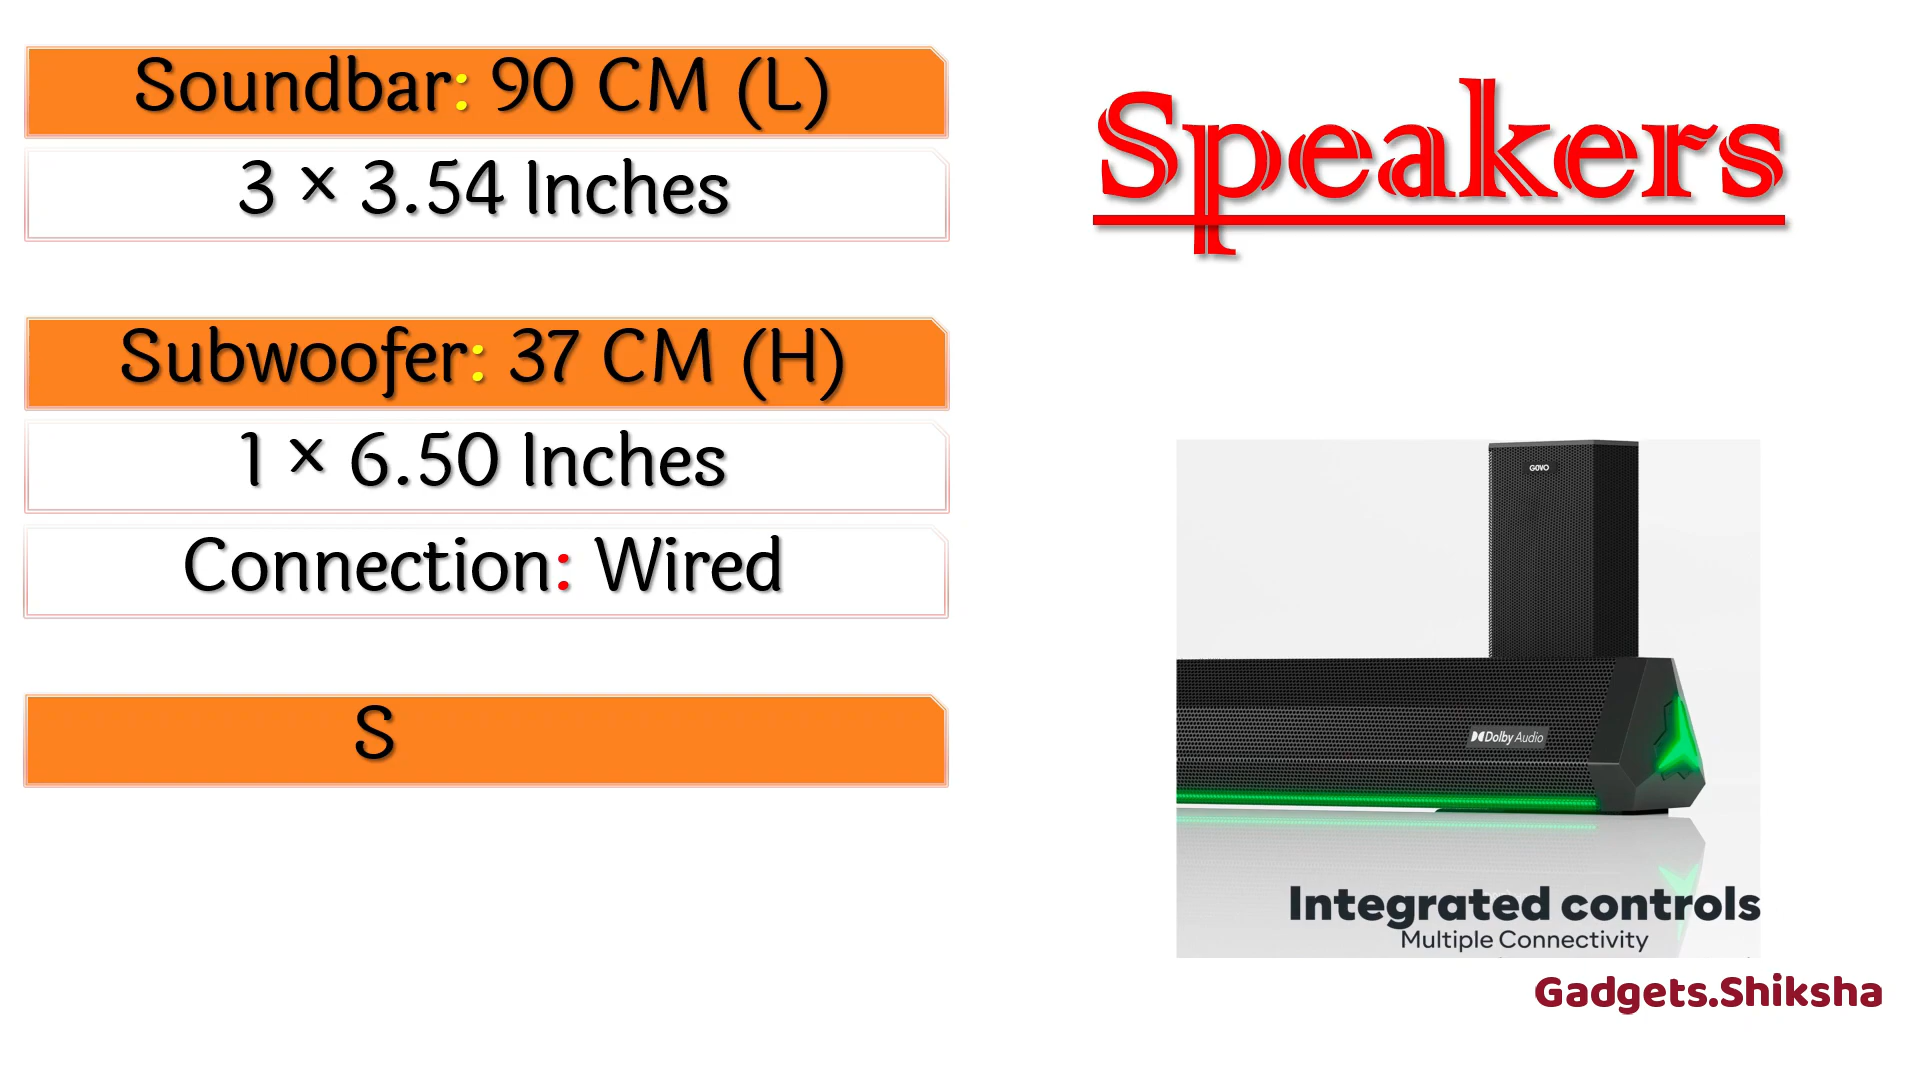 Soundbar: 90 CM (L)
3 × 3.54 Inches
Subwoofer: 37 CM (H)
1 × 6.50 Inches
Connection: Wired
S
Speakers
GOVO
Dolby Audio
Integrated controls
Multiple Connectivity
Gadgets.Shiksha